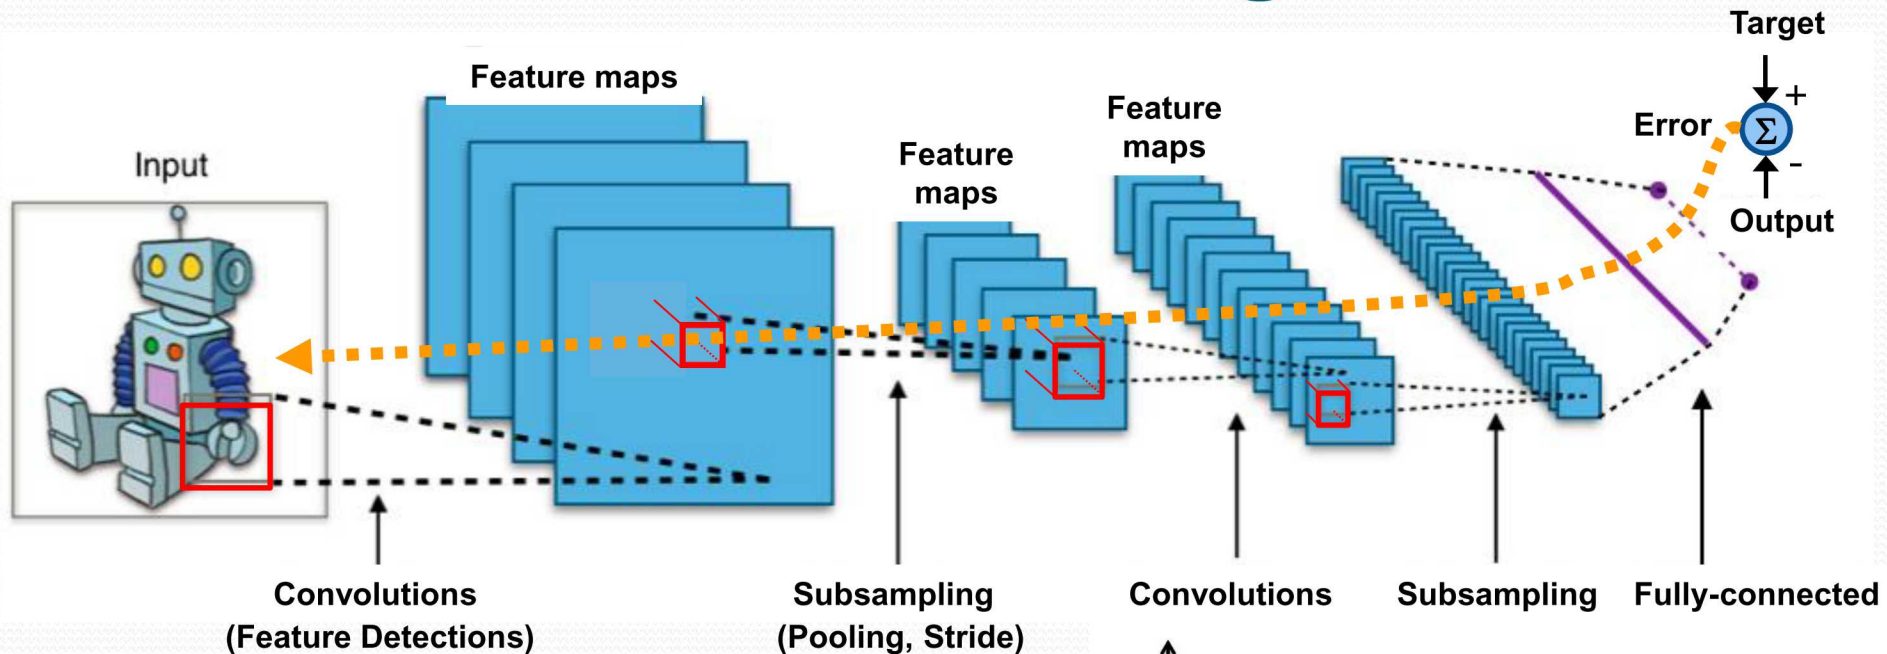 Target
Feature maps
+
Feature
maps
Error
Σ
Input
Feature
maps
-
Output
Convolutions
(Feature Detections)
Subsampling
(Pooling, Stride)
Convolutions
Subsampling
Fully-connected